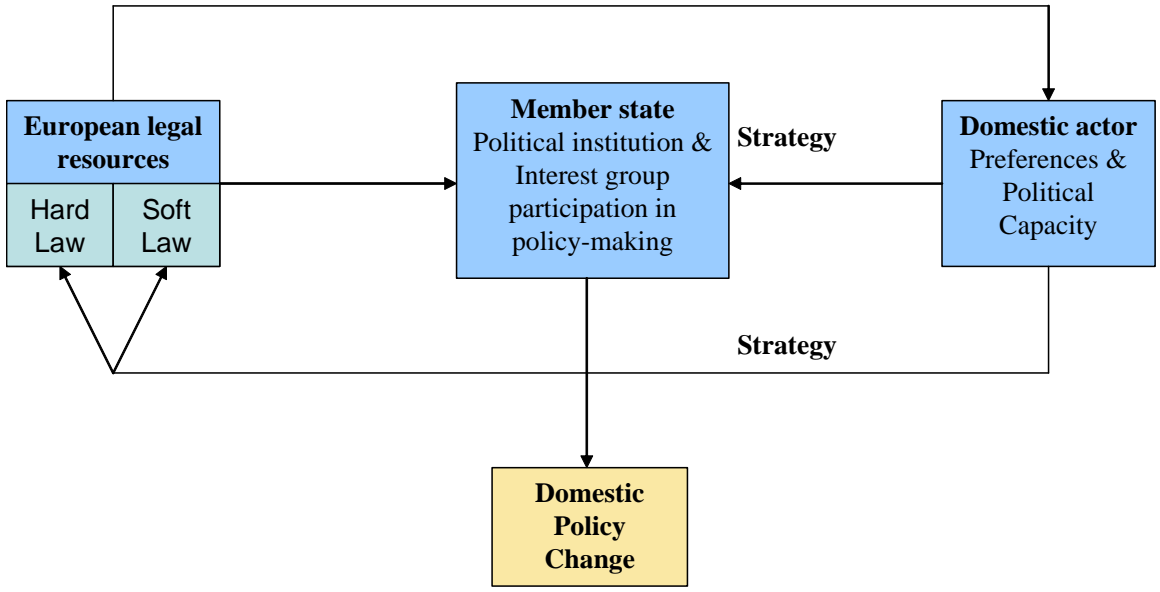 European legal
resources
Hard
Law
Soft
Law
Member state
Political institution &
Interest group
participation in
policy-making
Strategy
Domestic actor
Preferences &
Political
Capacity
Strategy
Domestic
Policy
Change